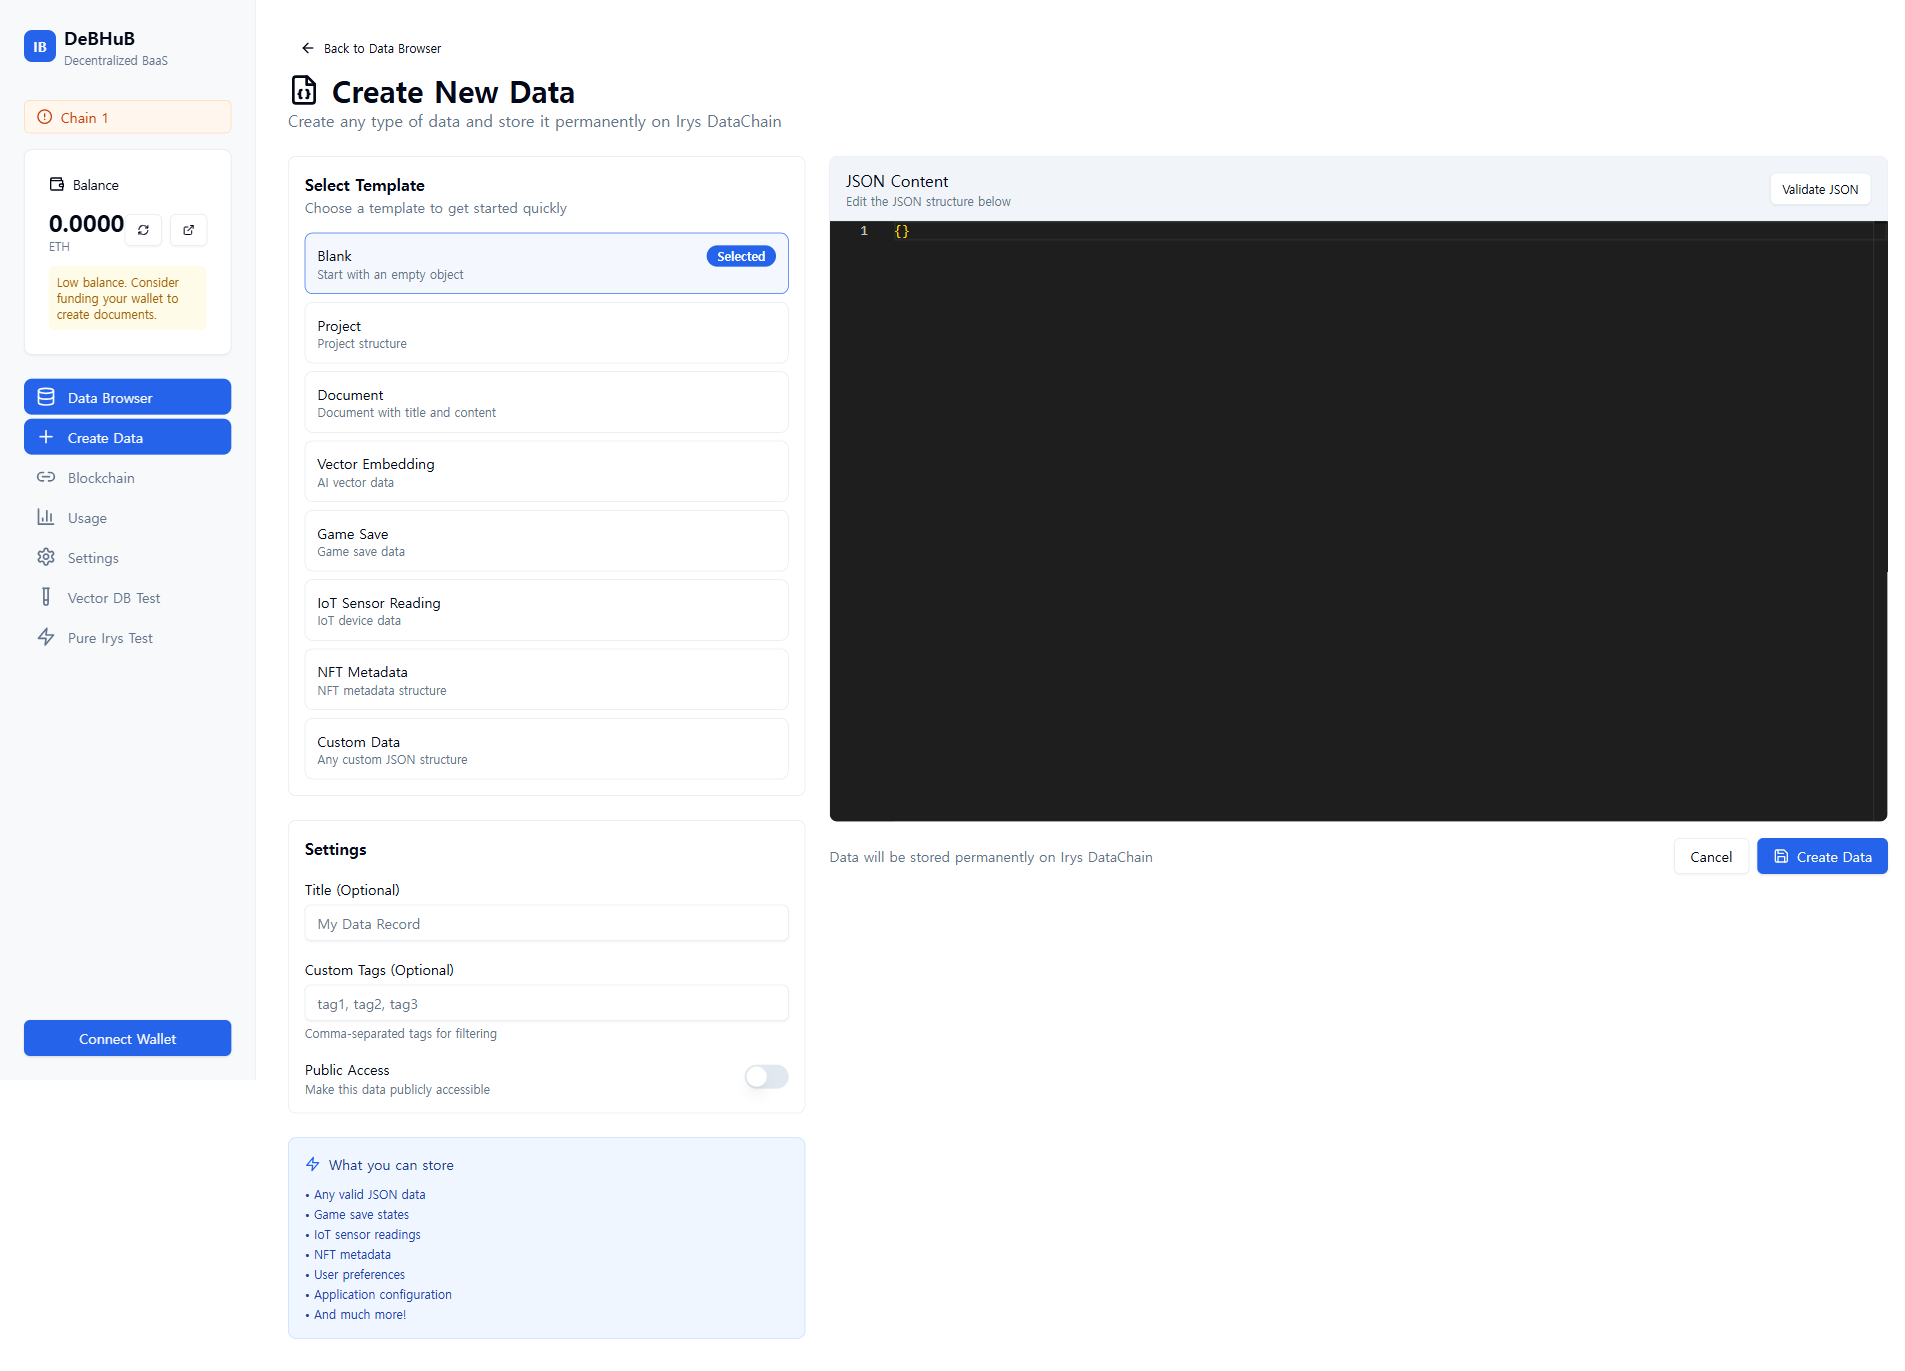 IB
DeBHuB
Decentralized BaaS
Chain 1
Balance
0.0000
ETH
Low balance. Consider
funding your wallet to
create documents.
Data Browser
Create Data
Blockchain
Usage
Settings
Vector DB Test
Pure Irys Test
Connect Wallet
Back to Data Browser
Create New Data
Create any type of data and store it permanently on Irys DataChain
Select Template
Choose a template to get started quickly
Blank
Selected
Start with an empty object
Project
Project structure
Document
Document with title and content
Vector Embedding
AI vector data
Game Save
Game save data
IoT Sensor Reading
IoT device data
NFT Metadata
NFT metadata structure
Custom Data
Any custom JSON structure
Settings
Title (Optional)
My Data Record
Custom Tags (Optional)
tag1, tag2, tag3
Comma-separated tags for filtering
Public Access
Make this data publicly accessible
What you can store
• Any valid JSON data
• Game save states
• IoT sensor readings
• NFT metadata
• User preferences
• Application configuration
• And much more!
JSON Content
Edit the JSON structure below
Validate JSON
1 {}
Data will be stored permanently on Irys DataChain
Cancel
Create Data